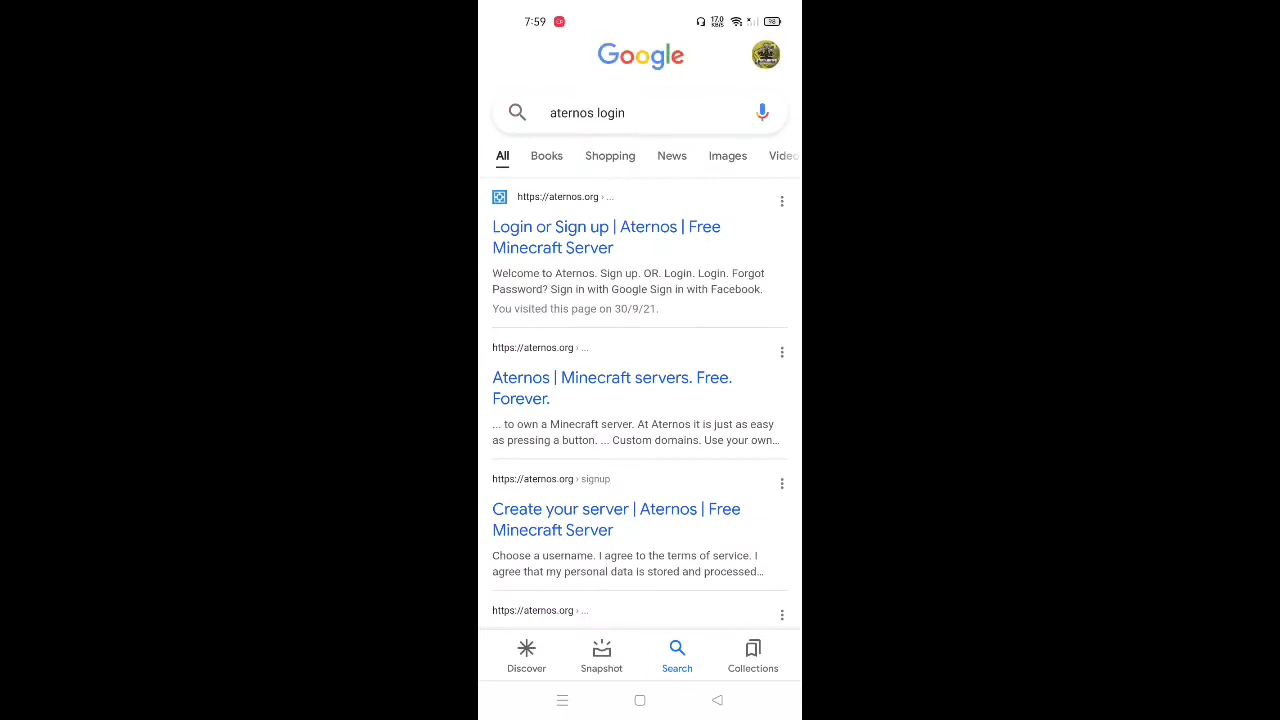 7:59
17.0
KB/S
98
Google
aternos login
All Books Shopping News Images Video
https://aternos.org › ...
Login or Sign up | Aternos | Free
Minecraft Server
Welcome to Aternos. Sign up. OR. Login. Login. Forgot
Password? Sign in with Google Sign in with Facebook.
You visited this page on 30/9/21.
https://aternos.org › ...
Aternos | Minecraft servers. Free.
Forever.
... to own a Minecraft server. At Aternos it is just as easy
as pressing a button. ... Custom domains. Use your own...
https://aternos.org › signup
Create your server | Aternos | Free
Minecraft Server
Choose a username. I agree to the terms of service. I
agree that my personal data is stored and processed...
https://aternos.org › ...
Discover Snapshot Search Collections